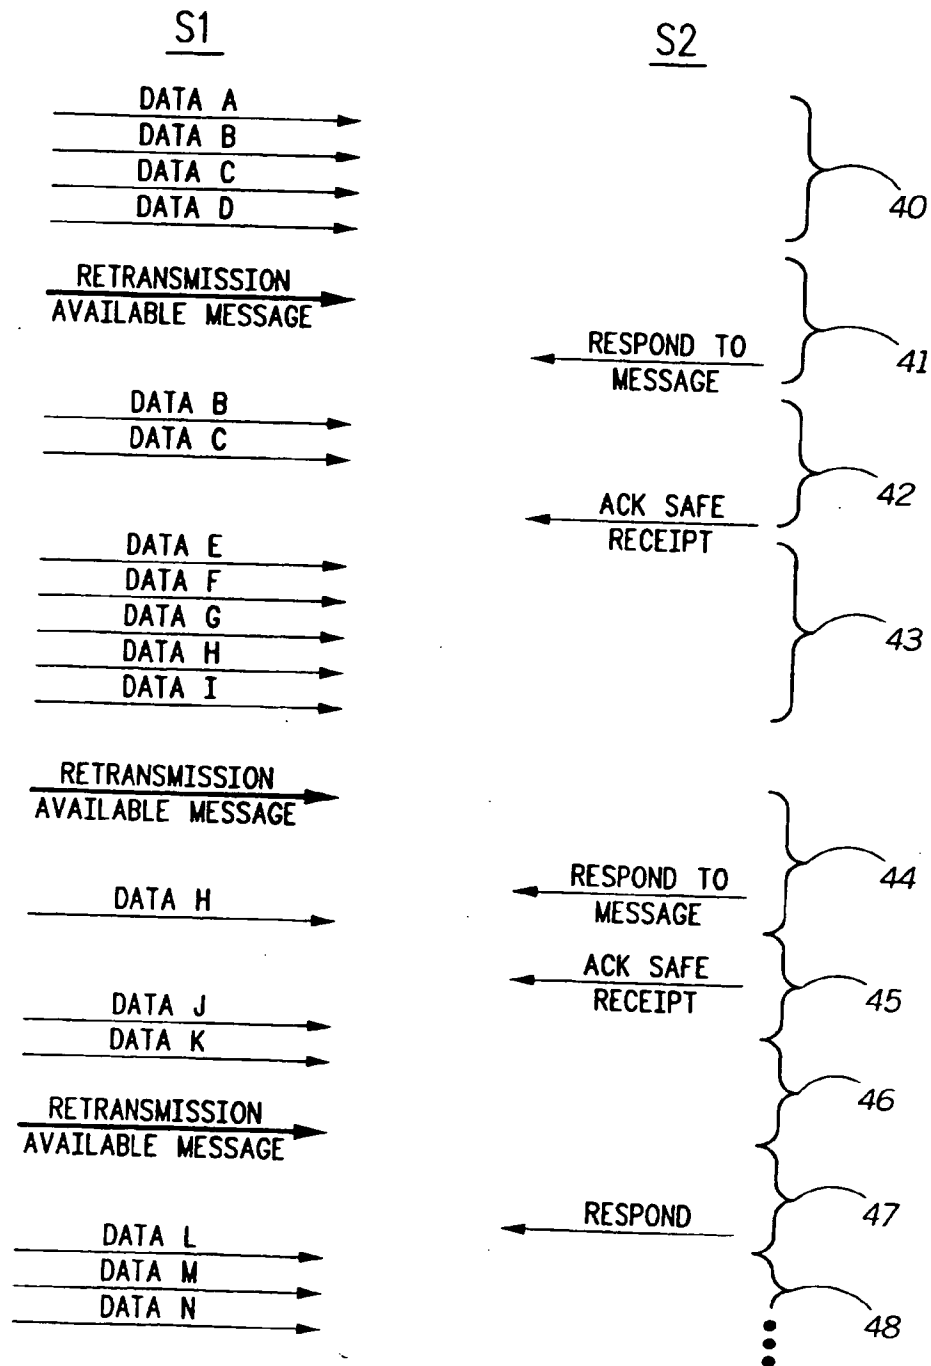 S1
S2
DATA A
DATA B
DATA C
DATA D
40
RETRANSMISSION
AVAILABLE MESSAGE
RESPOND TO
MESSAGE
41
DATA B
DATA C
42
ACK SAFE
RECEIPT
DATA E
DATA F
DATA G
DATA H
DATA I
43
RETRANSMISSION
AVAILABLE MESSAGE
44
RESPOND TO
MESSAGE
DATA H
ACK SAFE
RECEIPT
45
DATA J
DATA K
46
RETRANSMISSION
AVAILABLE MESSAGE
47
RESPOND
DATA L
DATA M
DATA N
48